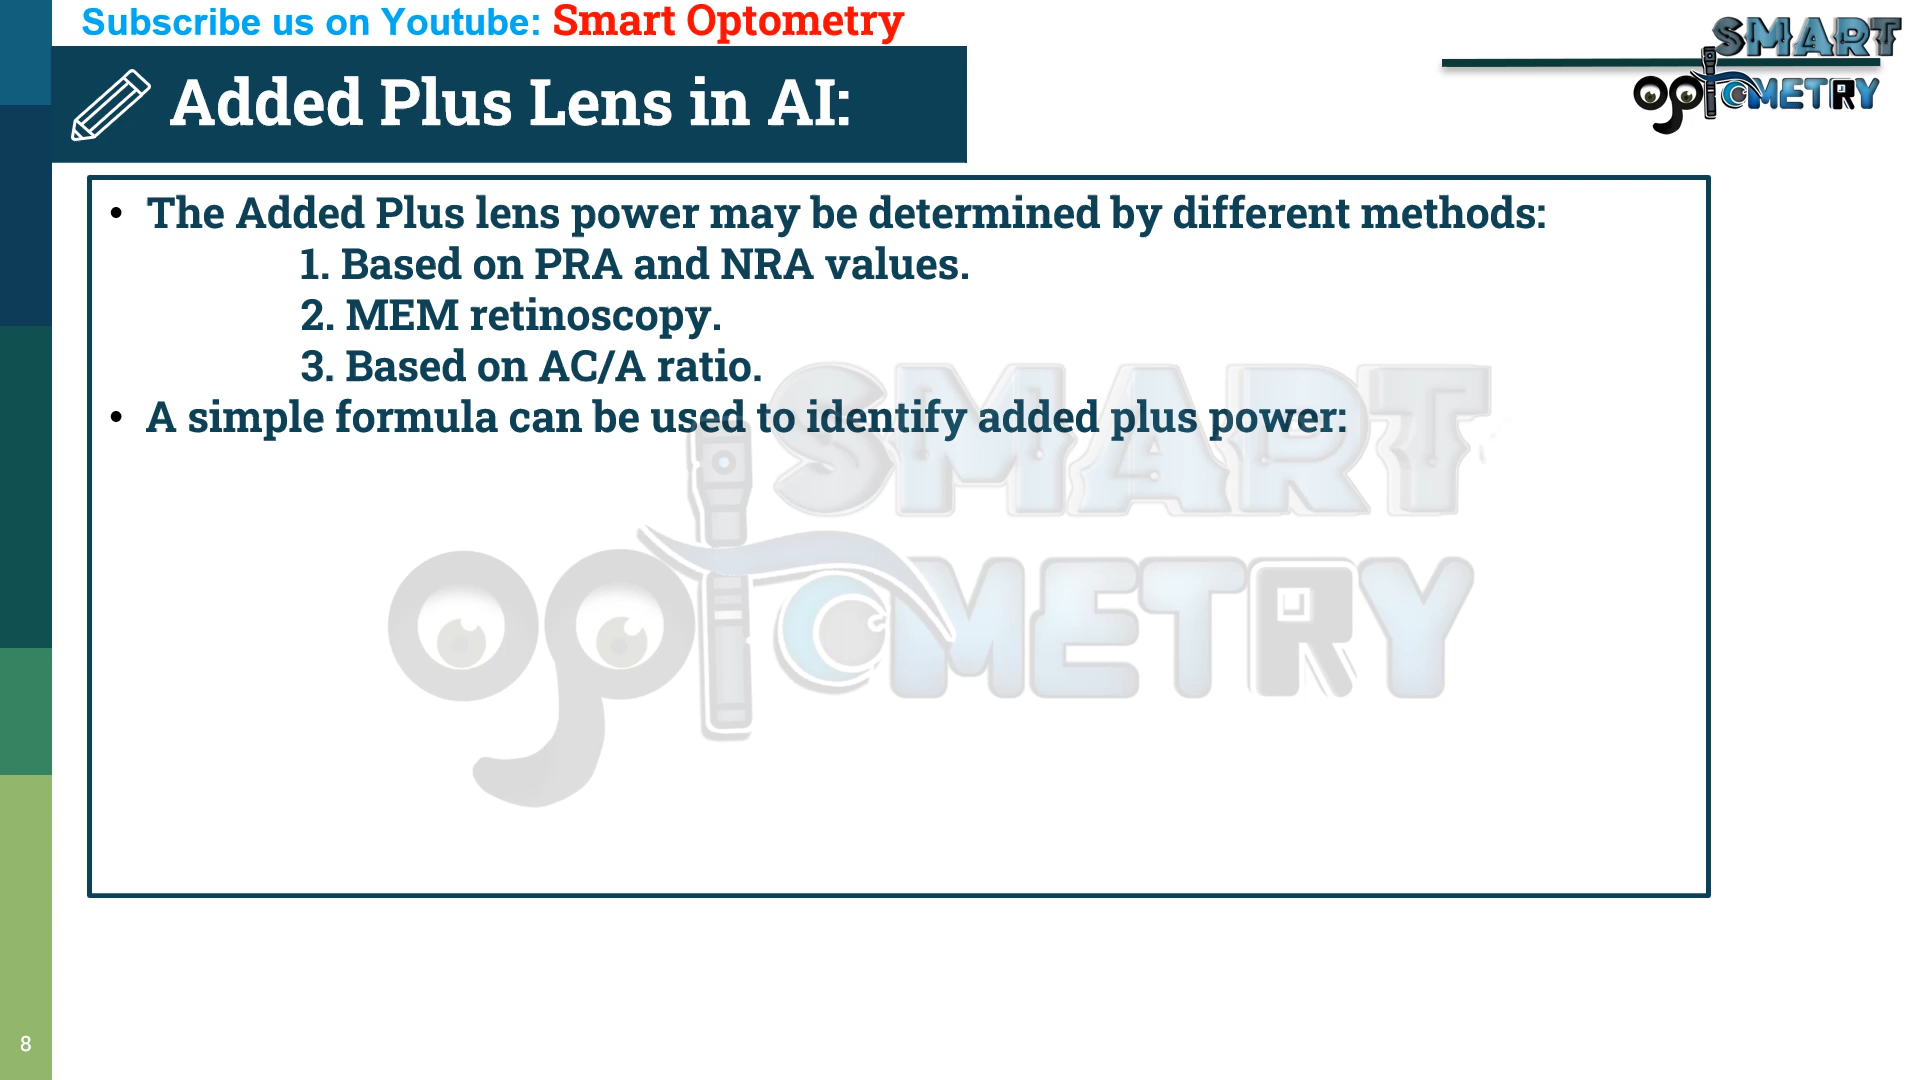 Subscribe us on Youtube: Smart Optometry
SMART
OPTOMETRY
Added Plus Lens in AI:
• The Added Plus lens power may be determined by different methods:
1. Based on PRA and NRA values.
2. MEM retinoscopy.
3. Based on AC/A ratio.
• A simple formula can be used to identify added plus power:
SMART
OPTOMETRY
8